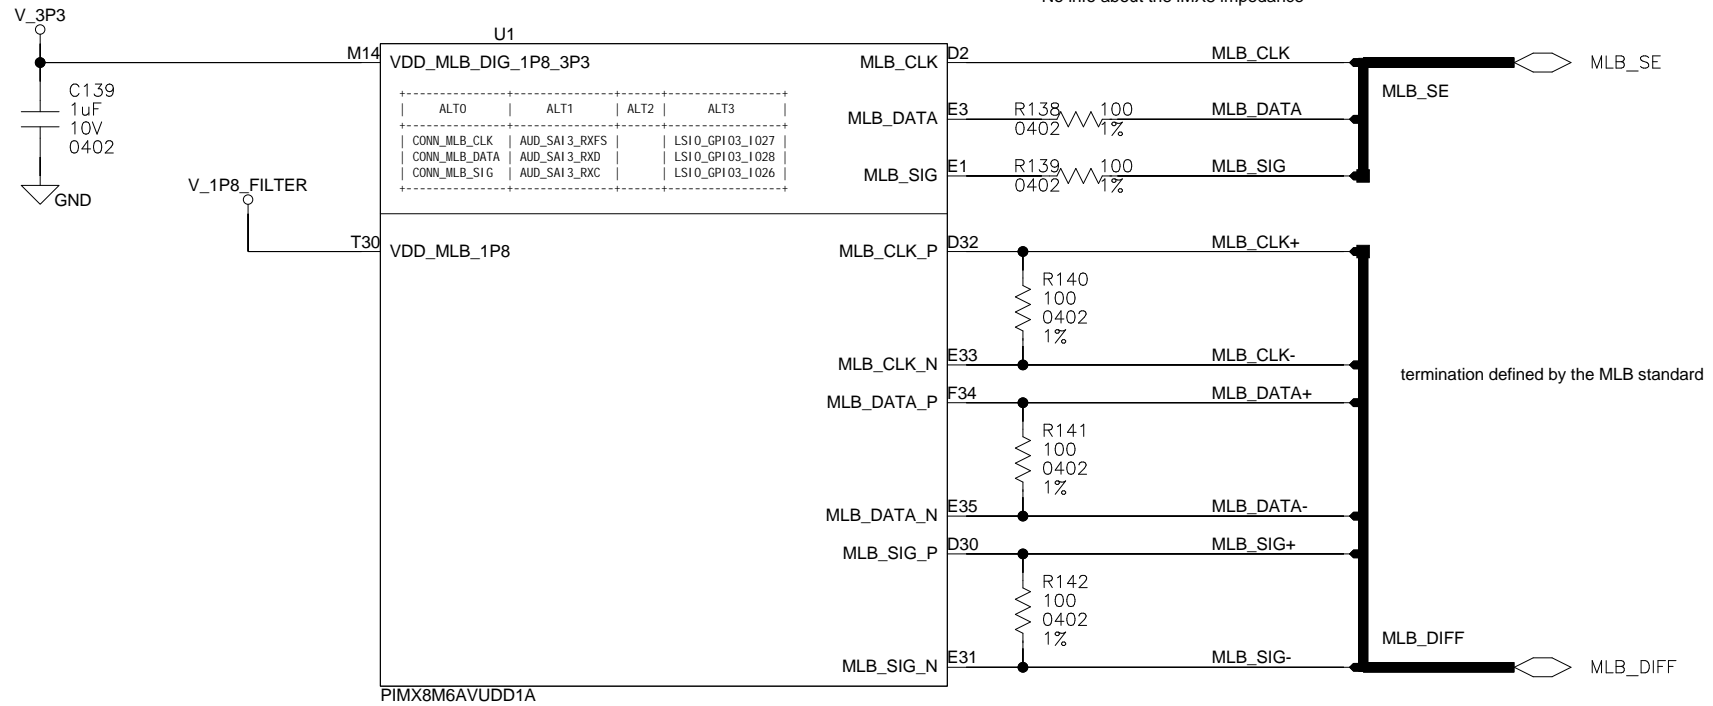 No info about the iMX8 impedance
V_3P3
U1
M14
VDD_MLB_DIG_1P8_3P3
MLB_CLK
D2
MLB_CLK
MLB_SE
MLB_SE
C139
1uF
10V
0402
GND
+-----------------+-----------------+------+------------------+
| ALT0 | ALT1 | ALT2 | ALT3 |
+-----------------+-----------------+------+------------------+
| CONN_MLB_CLK | AUD_SAI3_RXFS | | LSIO_GPIO3_IO27 |
| CONN_MLB_DATA | AUD_SAI3_RXD | | LSIO_GPIO3_IO28 |
| CONN_MLB_SIG | AUD_SAI3_RXC | | LSIO_GPIO3_IO26 |
+-----------------+-----------------+------+------------------+
MLB_DATA
E3
R138
100
0402
1%
MLB_DATA
MLB_SIG
E1
R139
100
0402
1%
MLB_SIG
V_1P8_FILTER
T30
VDD_MLB_1P8
MLB_CLK_P
D32
MLB_CLK+
R140
100
0402
1%
MLB_CLK_N
E33
MLB_CLK-
termination defined by the MLB standard
MLB_DATA_P
F34
MLB_DATA+
R141
100
0402
1%
MLB_DATA_N
E35
MLB_DATA-
MLB_SIG_P
D30
MLB_SIG+
R142
100
0402
1%
MLB_SIG_N
E31
MLB_SIG-
MLB_DIFF
MLB_DIFF
PIMX8M6AVUDD1A